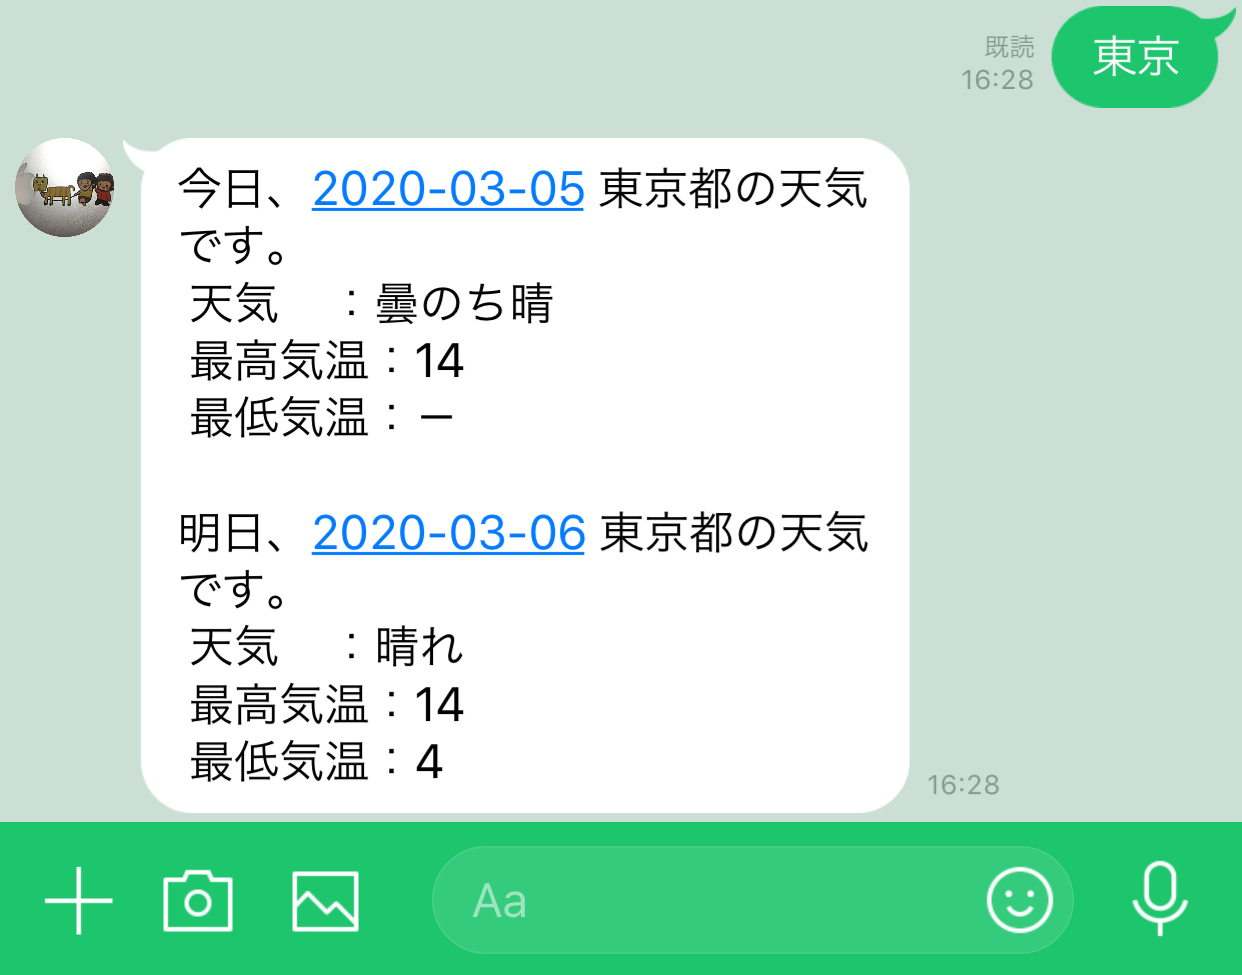 東京
既読
16:28
今日、2020-03-05 東京都の天気
です。
天気　：曇のち晴
最高気温：14
最低気温：ー
明日、2020-03-06 東京都の天気
です。
天気　：晴れ
最高気温：14
最低気温：4
16:28
Aa